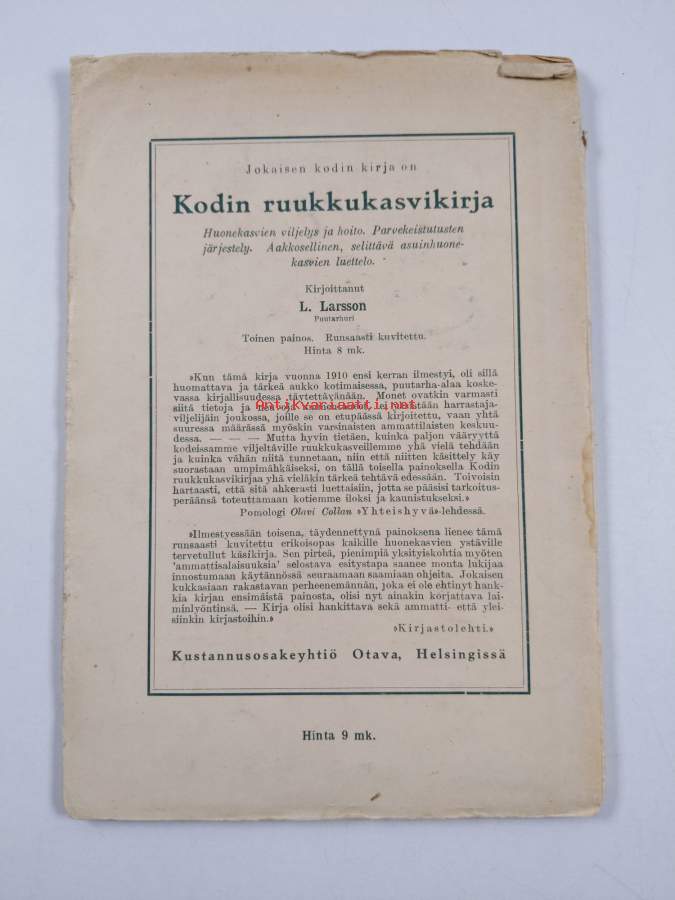 Jokaisen kodin kirja on
Kodin ruukkukasvikirja
Huonekasvien viljelys ja hoito. Parvekeistutusten
järjestely. Aakkosellinen, selittävä asuinhuone-
kasvien luettelo.
Kirjoittanut
L. Larsson
Puutarhuri
Toinen painos. Runsaasti kuvitettu.
Hinta 8 mk.
»Kun tämä kirja vuonna 1910 ensi kerran ilmestyi, oli sillä
huomattava ja tärkeä aukko kotimaisessa, puutarha-alaa koske-
vassa kirjallisuudessa täytettävänään. Monet ovatkin varmasti
siitä tietoja ja
Antikvariaatti.net
harrastaja-
viljelijäin joukossa, joille se on etupäässä kirjoitettu, vaan yhtä
suuressa määrässä myöskin varsinaisten ammattilaisten keskuu-
dessa. — — — Mutta hyvin tietäen, kuinka paljon vääryyttä
kodeissamme viljeltäville ruukkukasveillemme yhä vielä tehdään
ja kuinka vähän niitä tunnetaan, niin että niitten käsittely käy
suorastaan umpimähkäiseksi, on tällä toisella painoksella Kodin
ruukkukasvikirjaa yhä vieläkin tärkeä tehtävä edessään. Toivoisin
hartaasti, että sitä ahkerasti luettaisiin, jotta se pääsisi tarkoitus-
peräänsä toteuttamaan kotiemme iloksi ja kaunistukseksi.»
Pomologi Olavi Collan »Yhteishyvä»-lehdessä.
»Ilmestyessään toisena, täydennettynä painoksena lienee tämä
runsaasti kuvitettu erikoisopas kaikille huonekasvien ystäville
tervetullut käsikirja. Sen pirteä, pienimpiä yksityiskohtia myöten
'ammattisalaisuuksia' selostava esitystapa saanee monta lukijaa
innostumaan käytännössä seuraamaan saamiaan ohjeita. Jokaisen
kukkasiaan rakastavan perheenemännän, joka ei ole ehtinyt hank-
kia kirjan ensimäistä painosta, olisi nyt ainakin korjattava lai-
minlyöntinsä. — Kirja olisi hankittava sekä ammatti- että ylei-
siinkin kirjastoihin.»
»Kirjastolehti.»
Kustannusosakeyhtiö Otava, Helsingissä
Hinta 9 mk.